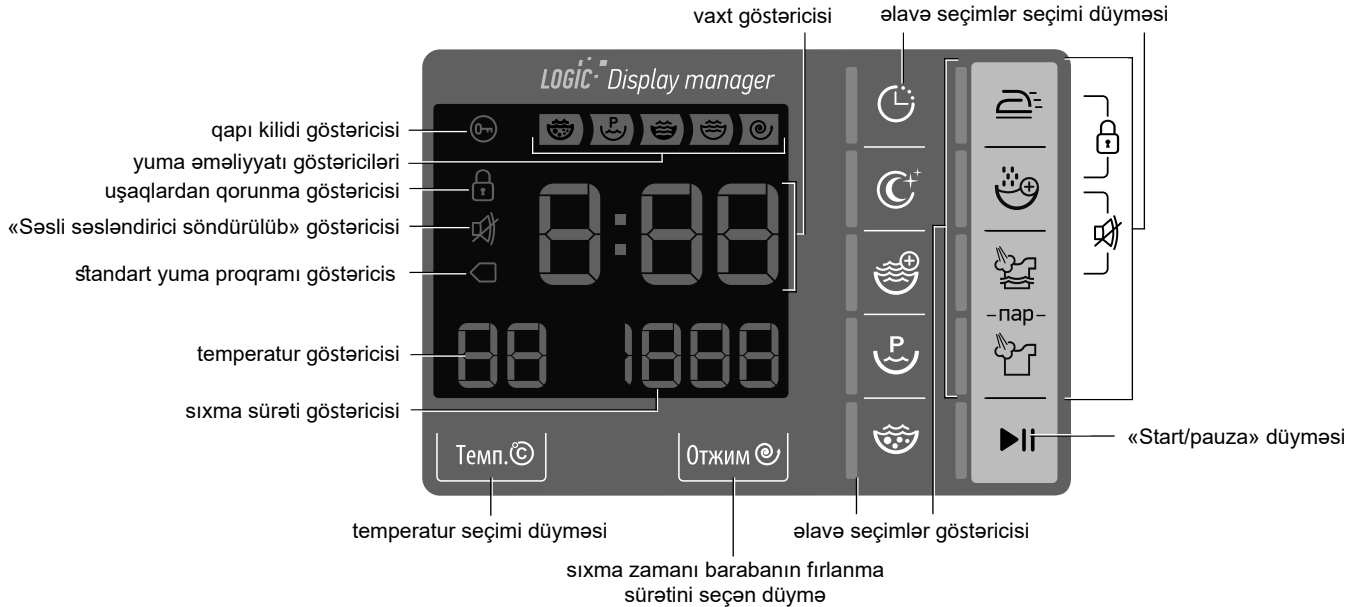 vaxt göstəricisi
əlavə seçimlər seçimi düyməsi
LOGIC Display manager
qapı kilidi göstəricisi
P
yuma əməliyyatı göstəriciləri
uşaqlardan qorunma göstəricisi
«Səsli səsləndirici söndürülüb» göstəricisi
standart yuma proqramı göstəricis
-пар-
8:88
temperatur göstəricisi
88
1888
P
sıxma sürəti göstəricisi
Темп.°C
Отжим
«Start/pauza» düyməsi
temperatur seçimi düyməsi
əlavə seçimlər göstəricisi
sıxma zamanı barabanın fırlanma
sürətini seçən düymə